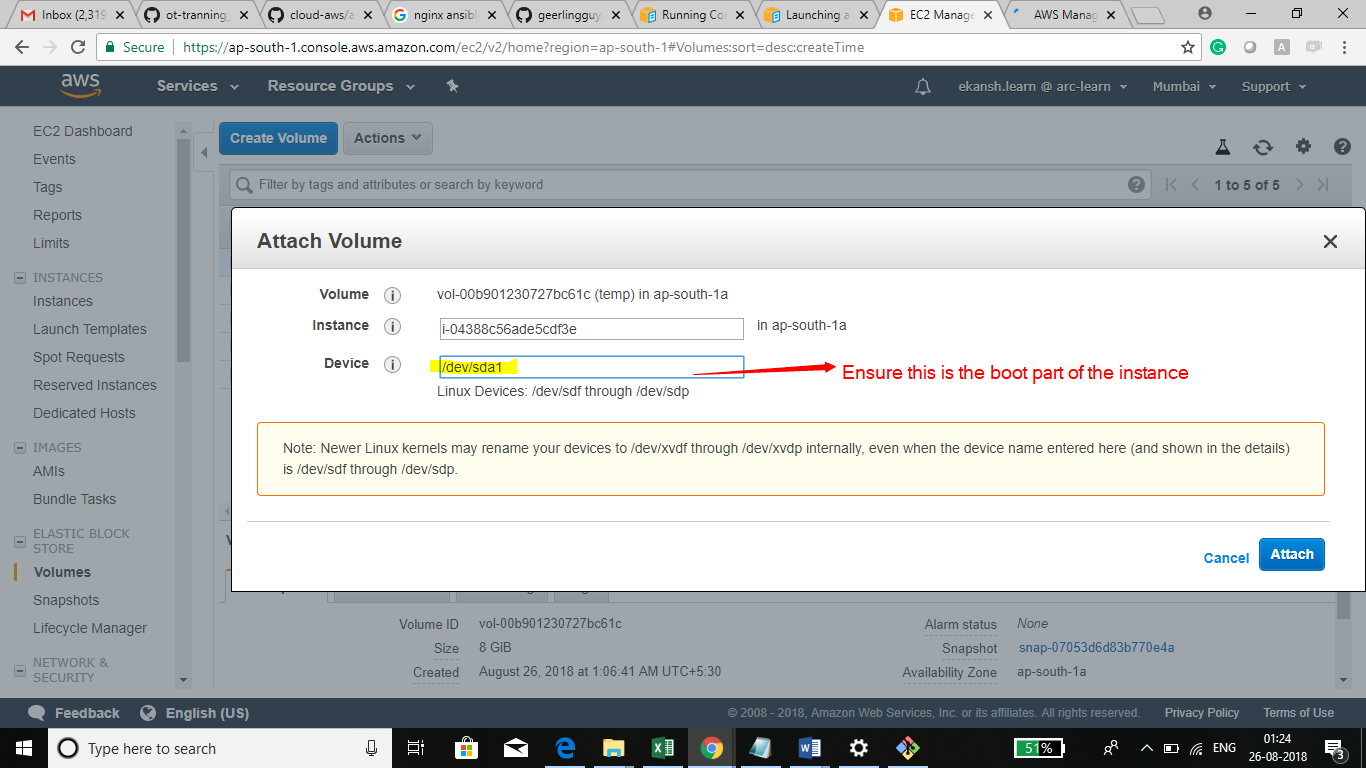 Inbox (2,319
ot-tranning_
cloud-aws/a
nginx ansibl
geerlingguy
Running Co
Launching a
EC2 Manage
AWS Manag
Secure
https://ap-south-1.console.aws.amazon.com/ec2/v2/home?region=ap-south-1#Volumes:sort=desc:createTime
aws
Services
Resource Groups
ekansh.learn @ arc-learn
Mumbai
Support
EC2 Dashboard
Events
Tags
Reports
Limits
INSTANCES
Instances
Launch Templates
Spot Requests
Reserved Instances
Dedicated Hosts
IMAGES
AMIs
Bundle Tasks
ELASTIC BLOCK
STORE
Volumes
Snapshots
Lifecycle Manager
NETWORK &
SECURITY
Create Volume
Actions
Filter by tags and attributes or search by keyword
1 to 5 of 5
Attach Volume
Volume
vol-00b901230727bc61c (temp) in ap-south-1a
Instance
i-04388c56ade5cdf3e
in ap-south-1a
Device
/dev/sda1
Ensure this is the boot part of the instance
Linux Devices: /dev/sdf through /dev/sdp
Note: Newer Linux kernels may rename your devices to /dev/xvdf through /dev/xvdp internally, even when the device name entered here (and shown in the details)
is /dev/sdf through /dev/sdp.
Cancel
Attach
Volume ID
vol-00b901230727bc61c
Alarm status
None
Size
8 GiB
Snapshot
snap-07053d6d83b770e4a
Created
August 26, 2018 at 1:06:41 AM UTC+5:30
Availability Zone
ap-south-1a
Feedback
English (US)
© 2008 - 2018, Amazon Web Services, Inc. or its affiliates. All rights reserved.
Privacy Policy
Terms of Use
Type here to search
51%
ENG
01:24
26-08-2018
3